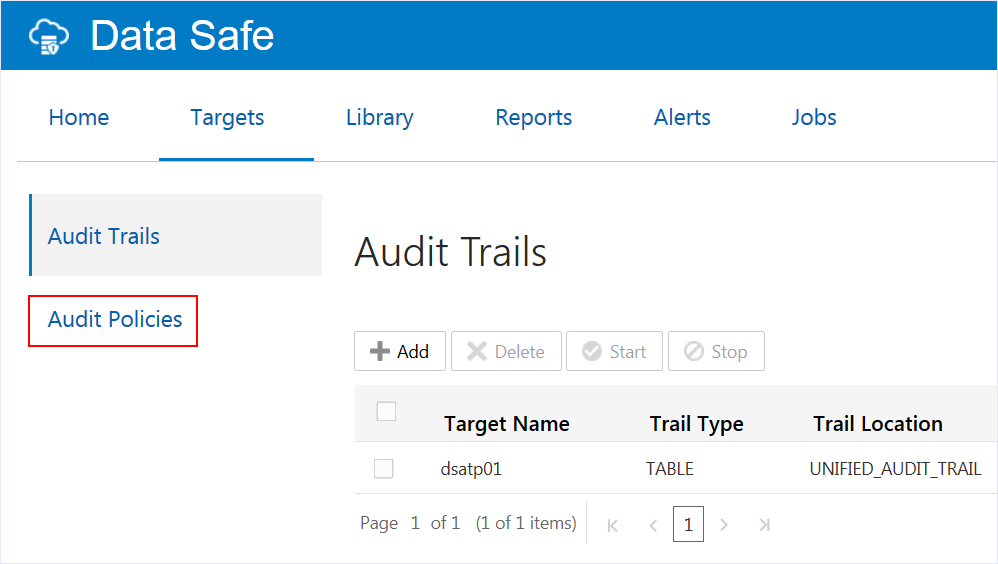 Data Safe
Home Targets Library Reports Alerts Jobs
Audit Trails
Audit Policies
Audit Trails
Add Delete Start Stop
Target Name Trail Type Trail Location
dsatp01 TABLE UNIFIED_AUDIT_TRAIL
Page 1 of 1 (1 of 1 items) 1